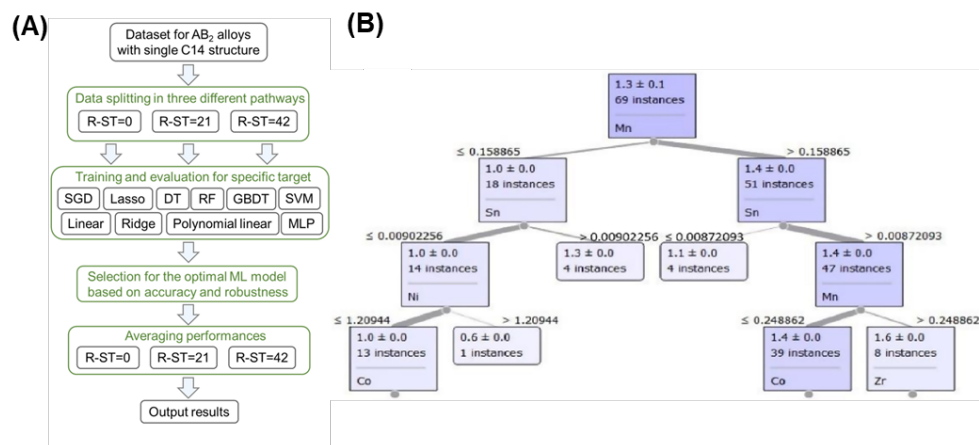 (A)
Dataset for AB₂ alloys
with single C14 structure
Data splitting in three different pathways
R-ST=0 R-ST=21 R-ST=42
Training and evaluation for specific target
SGD Lasso DT RF GBDT SVM
Linear Ridge Polynomial linear MLP
Selection for the optimal ML model
based on accuracy and robustness
Averaging performances
R-ST=0 R-ST=21 R-ST=42
Output results
(B)
1.3 ± 0.1
69 instances
Mn
≤ 0.158865 > 0.158865
1.0 ± 0.0
18 instances
Sn
1.4 ± 0.0
51 instances
Sn
≤ 0.00902256 > 0.00902256 ≤ 0.00872093 > 0.00872093
1.0 ± 0.0
14 instances
Ni
1.3 ± 0.0
4 instances
1.1 ± 0.0
4 instances
1.4 ± 0.0
47 instances
Mn
≤ 1.20944 > 1.20944 ≤ 0.248862 > 0.248862
1.0 ± 0.0
13 instances
Co
0.6 ± 0.0
1 instances
1.4 ± 0.0
39 instances
Co
1.6 ± 0.0
8 instances
Zr